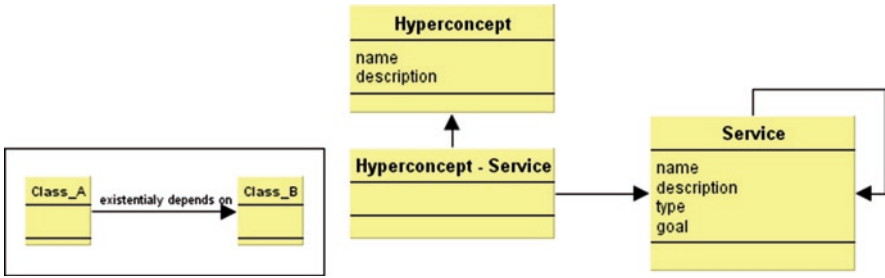 Hyperconcept
name
description
Hyperconcept - Service
Service
name
description
type
goal
Class_A
existentialy depends on
Class_B